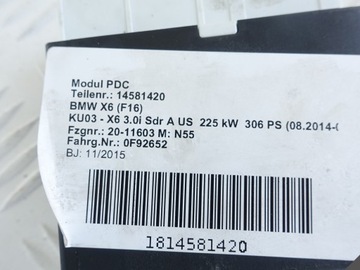 Modul PDC
Teilenr.: 14581420
BMW X6 (F16)
KU03 - X6 3.0i Sdr A US 225 kW 306 PS (08.2014-
Fzgnr.: 20-11603 M: N55
Fahrg.Nr.: 0F92652
BJ: 11/2015
1814581420